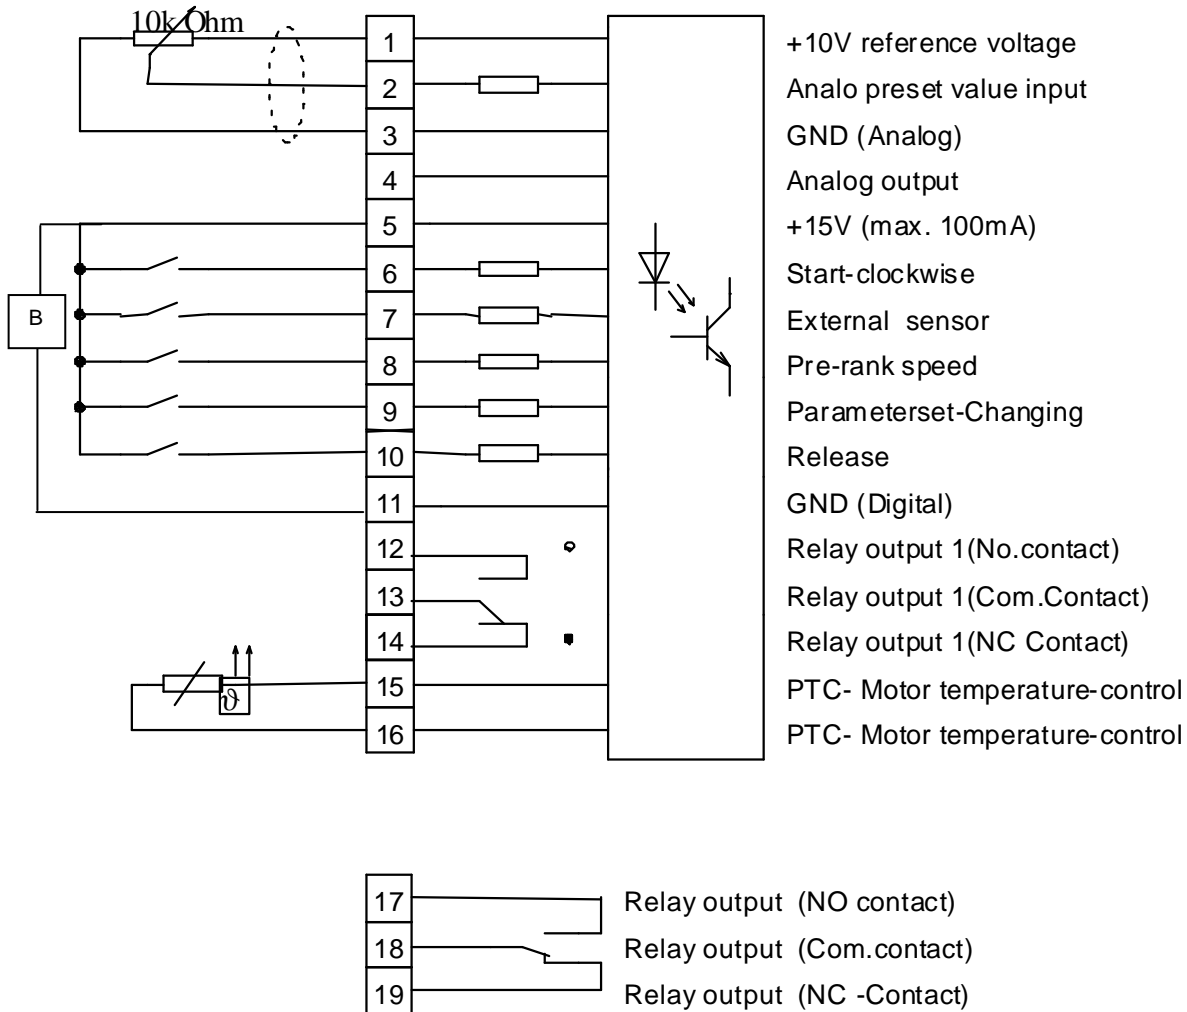 10k Ohm
1 +10V reference voltage
2 Analo preset value input
3 GND (Analog)
4 Analog output
5 +15V (max. 100mA)
6 Start-clockwise
B 7 External sensor
8 Pre-rank speed
9 Parameterset-Changing
10 Release
11 GND (Digital)
12 Relay output 1(No.contact)
13 Relay output 1(Com.Contact)
14 Relay output 1(NC Contact)
ϑ 15 PTC- Motor temperature-control
16 PTC- Motor temperature-control
17 Relay output (NO contact)
18 Relay output (Com.contact)
19 Relay output (NC -Contact)